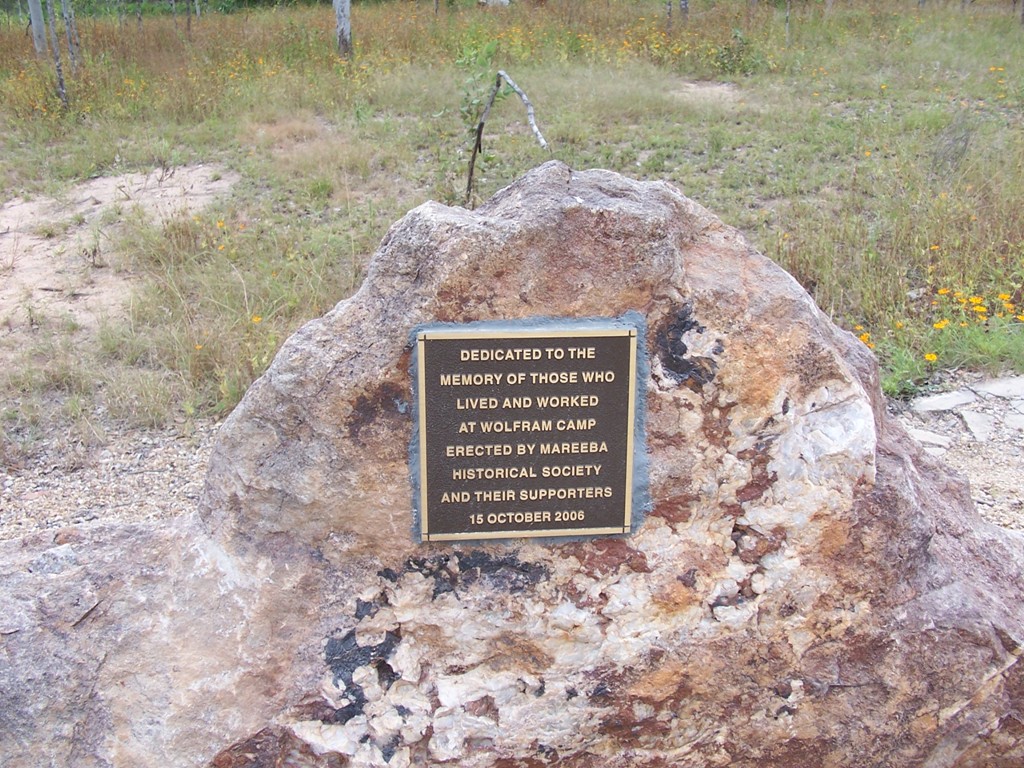 DEDICATED TO THE
MEMORY OF THOSE WHO
LIVED AND WORKED
AT WOLFRAM CAMP
ERECTED BY MAREEBA
HISTORICAL SOCIETY
AND THEIR SUPPORTERS
15 OCTOBER 2006